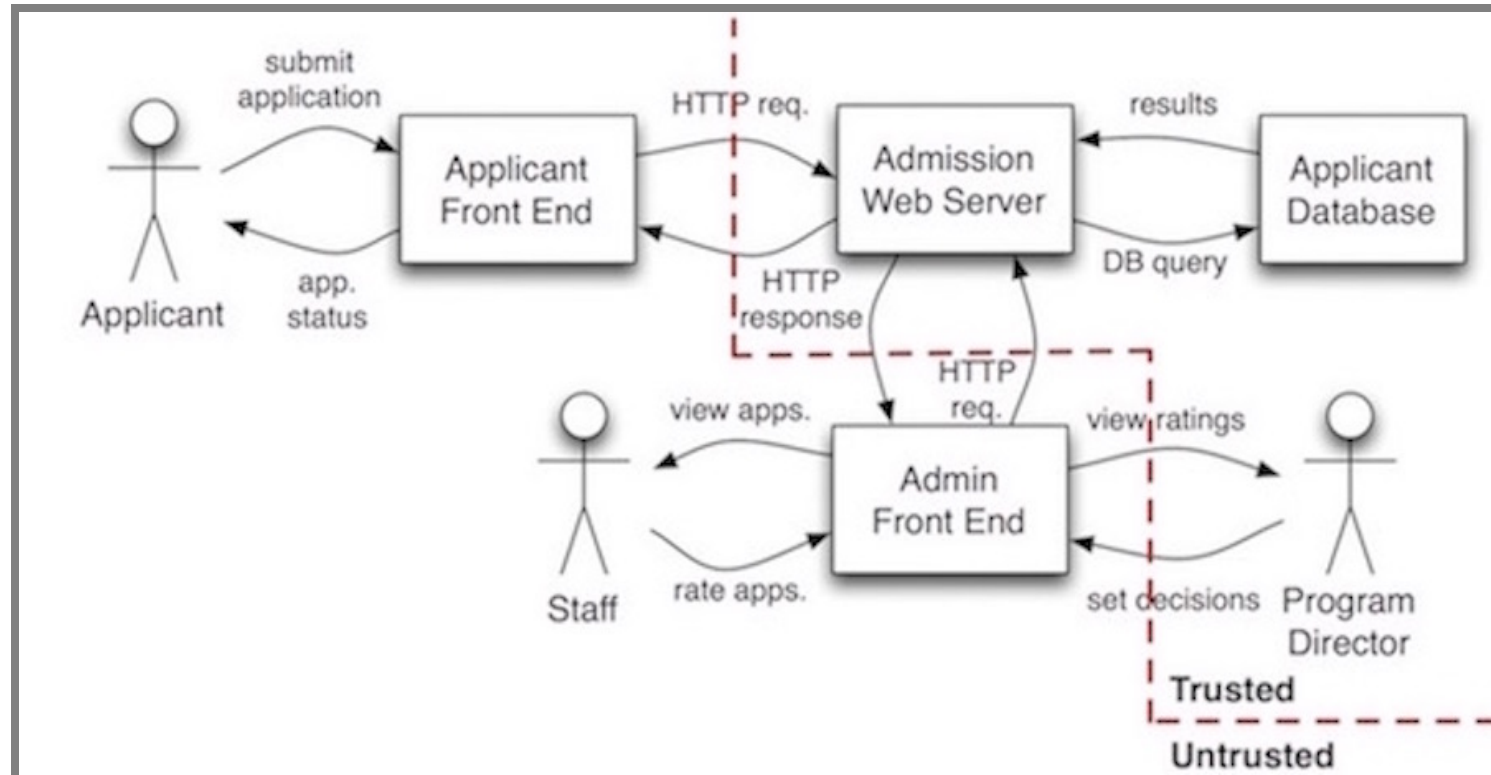 submit
application
HTTP req.
results
Applicant
Front End
Admission
Web Server
Applicant
Database
DB query
Applicant
app.
status
HTTP
response
HTTP
req.
view apps.
view ratings
Admin
Front End
Staff
rate apps.
set decisions
Program
Director
Trusted
Untrusted